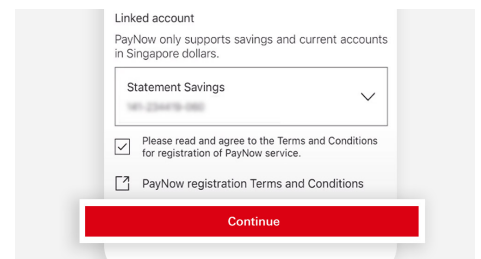 Linked account
PayNow only supports savings and current accounts
in Singapore dollars.
Statement Savings
Please read and agree to the Terms and Conditions
for registration of PayNow service.
PayNow registration Terms and Conditions
Continue